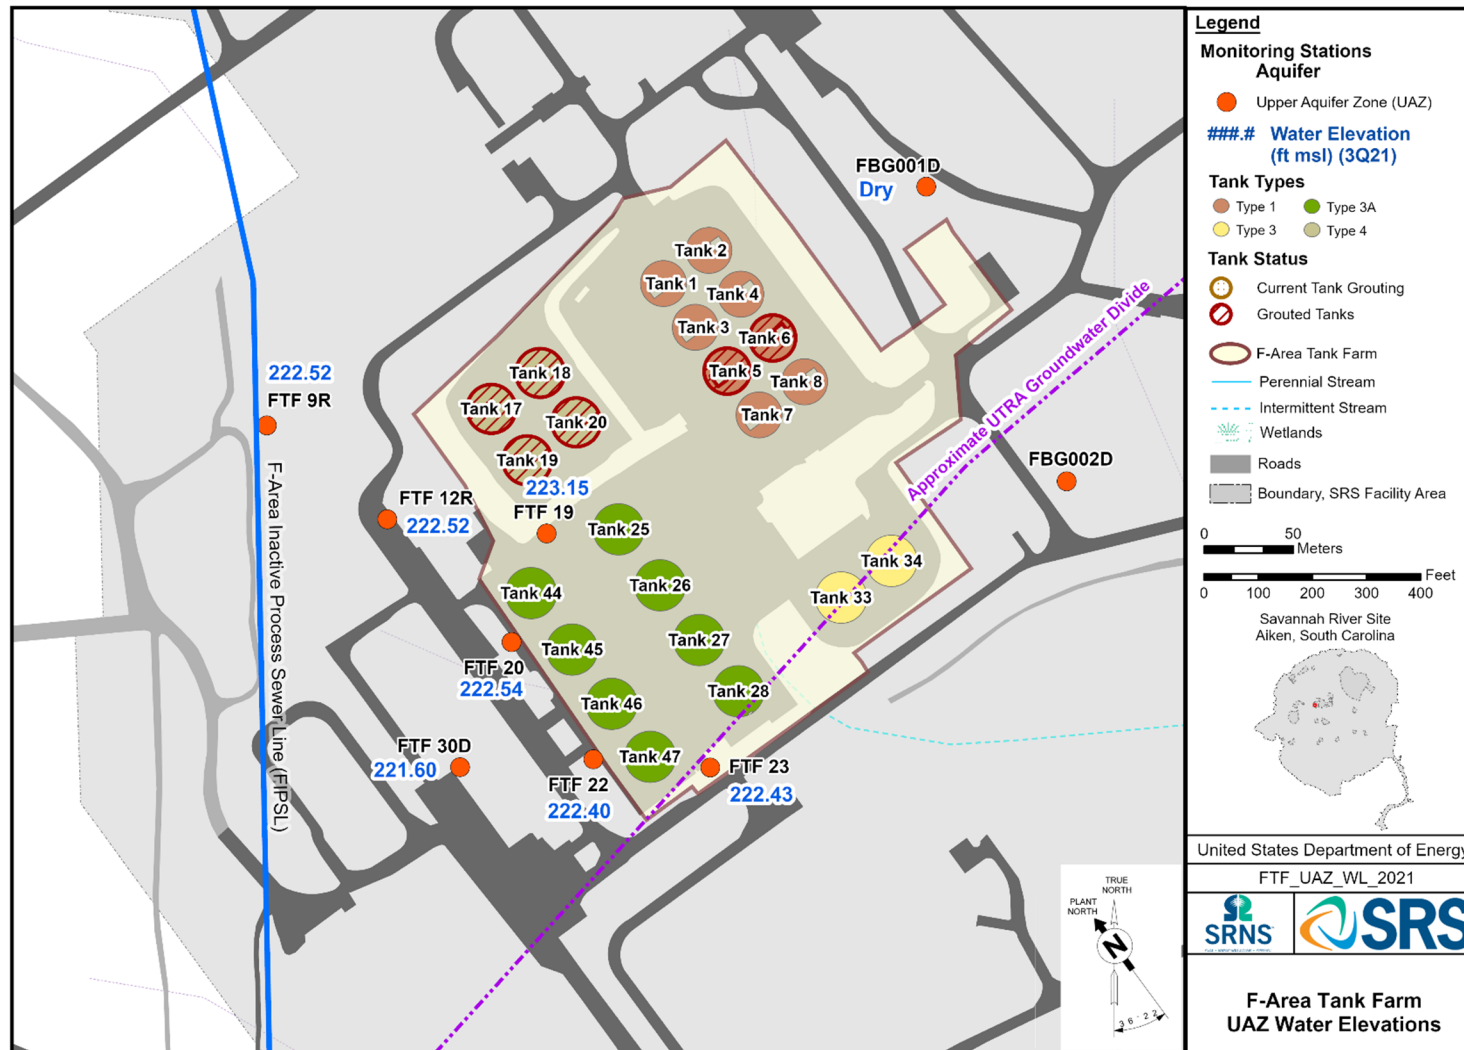 FBG001D
Dry
Tank 2
Tank 1
Tank 4
Tank 3
Tank 6
Tank 5
Tank 8
Tank 7
Tank 18
Tank 17
Tank 20
Tank 19
222.52
FTF 9R
F-Area Inactive Process Sewer Line (FIPSL)
FTF 12R
222.52
223.15
FTF 19
Approximate UTRA Groundwater Divide
FBG002D
Tank 25
Tank 34
Tank 44
Tank 26
Tank 33
Tank 45
Tank 27
FTF 20
222.54
Tank 46
Tank 28
FTF 30D
221.60
Tank 47
FTF 22
222.40
FTF 23
222.43
TRUE
NORTH
PLANT
NORTH
N
36°22'
Legend
Monitoring Stations
Aquifer
Upper Aquifer Zone (UAZ)
###.# Water Elevation
(ft msl) (3Q21)
Tank Types
Type 1 Type 3A
Type 3 Type 4
Tank Status
Current Tank Grouting
Grouted Tanks
F-Area Tank Farm
Perennial Stream
Intermittent Stream
Wetlands
Roads
Boundary, SRS Facility Area
0 50
Meters
Feet
0 100 200 300 400
Savannah River Site
Aiken, South Carolina
United States Department of Energy
FTF_UAZ_WL_2021
SRNS
SRS
F-Area Tank Farm
UAZ Water Elevations